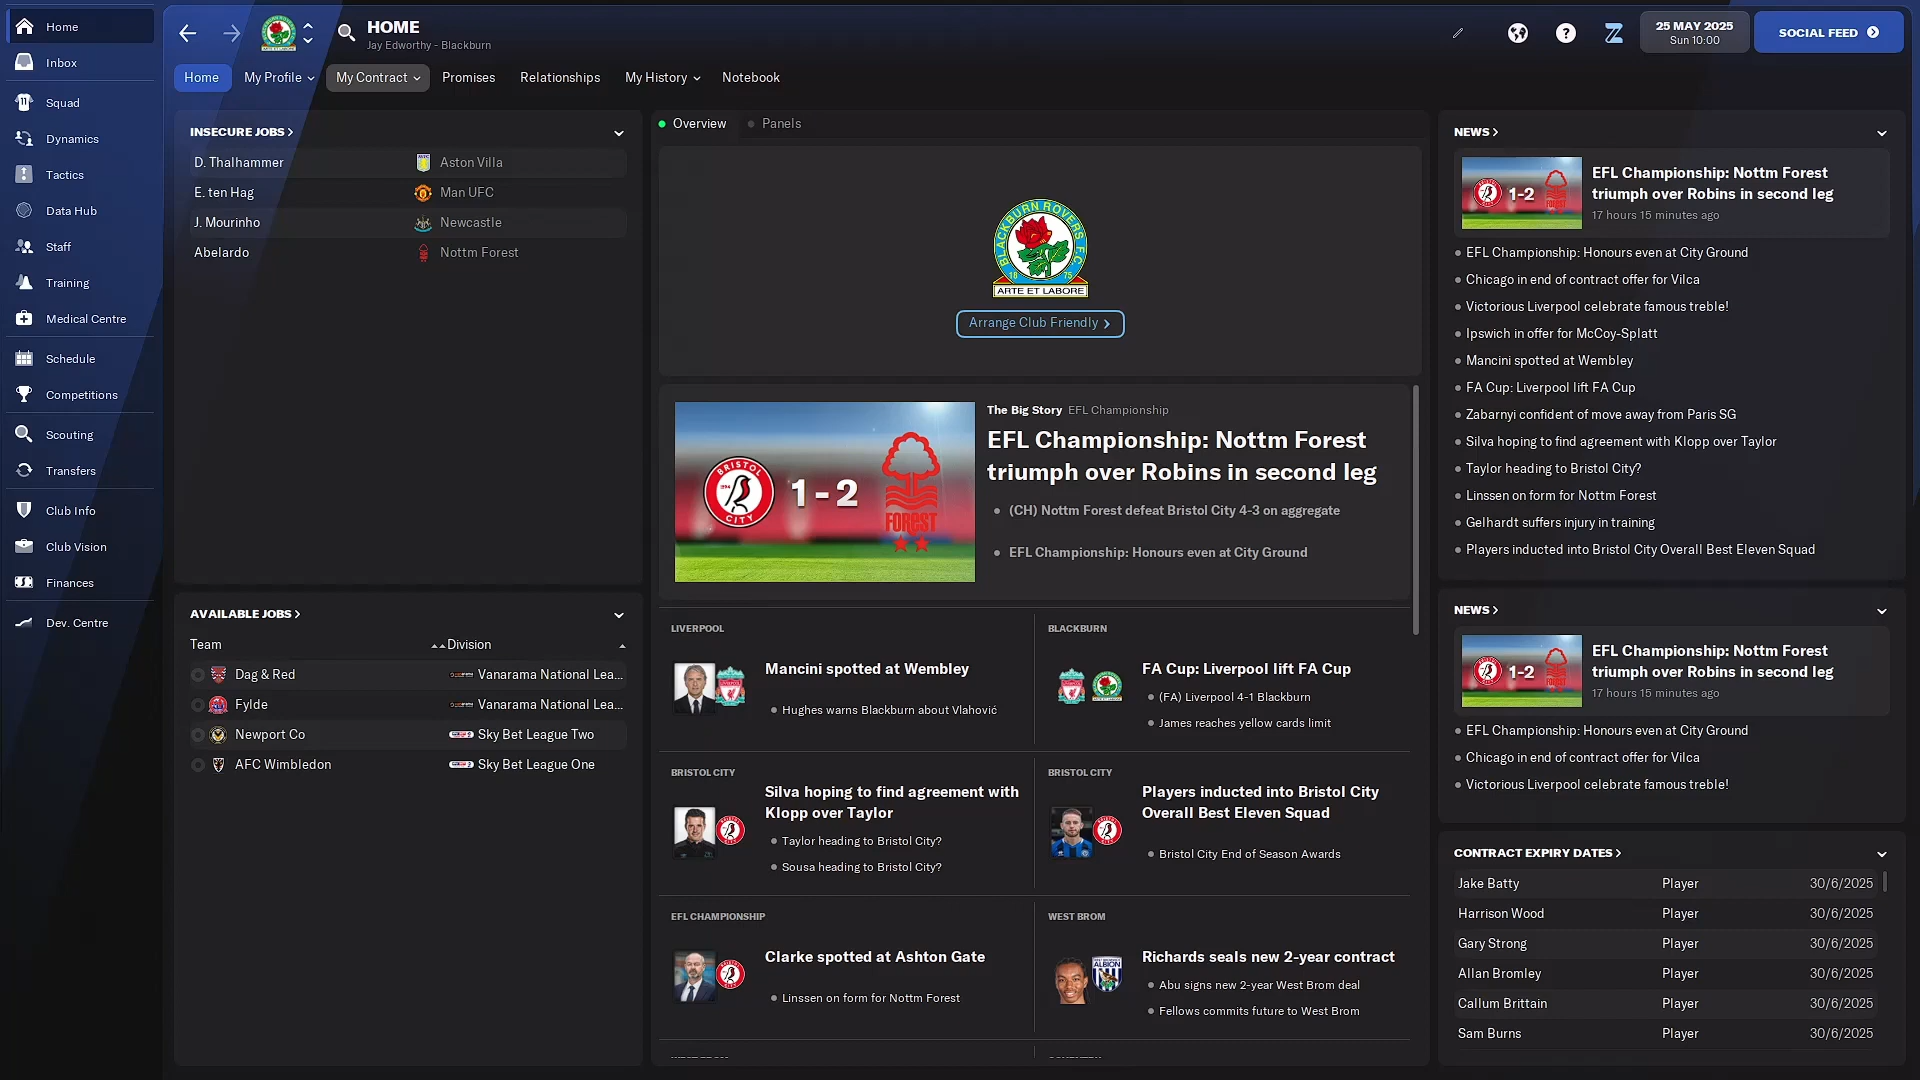 Home
Inbox
Squad
Dynamics
Tactics
Data Hub
Staff
Training
Medical Centre
Schedule
Competitions
Scouting
Transfers
Club Info
Club Vision
Finances
Dev. Centre
HOME
Jay Edworthy - Blackburn
25 MAY 2025
Sun 10:00
SOCIAL FEED
Home
My Profile
My Contract
Promises
Relationships
My History
Notebook
INSECURE JOBS
D. Thalhammer Aston Villa
E. ten Hag Man UFC
J. Mourinho Newcastle
Abelardo Nottm Forest
AVAILABLE JOBS
Team Division
Dag & Red Vanarama National Lea...
Fylde Vanarama National Lea...
Newport Co Sky Bet League Two
AFC Wimbledon Sky Bet League One
Overview
Panels
BLACKBURN ROVERS F.C.
18 75
ARTE ET LABORE
Arrange Club Friendly
BRISTOL
CITY
1 - 2
FOREST
The Big Story EFL Championship
EFL Championship: Nottm Forest
triumph over Robins in second leg
(CH) Nottm Forest defeat Bristol City 4-3 on aggregate
EFL Championship: Honours even at City Ground
LIVERPOOL
Mancini spotted at Wembley
Hughes warns Blackburn about Vlahović
BLACKBURN
FA Cup: Liverpool lift FA Cup
(FA) Liverpool 4-1 Blackburn
James reaches yellow cards limit
BRISTOL CITY
Silva hoping to find agreement with
Klopp over Taylor
Taylor heading to Bristol City?
Sousa heading to Bristol City?
BRISTOL CITY
Players inducted into Bristol City
Overall Best Eleven Squad
Bristol City End of Season Awards
EFL CHAMPIONSHIP
Clarke spotted at Ashton Gate
Linssen on form for Nottm Forest
WEST BROM
ALBION
Richards seals new 2-year contract
Abu signs new 2-year West Brom deal
Fellows commits future to West Brom
NEWS
1-2
EFL Championship: Nottm Forest
triumph over Robins in second leg
17 hours 15 minutes ago
EFL Championship: Honours even at City Ground
Chicago in end of contract offer for Vilca
Victorious Liverpool celebrate famous treble!
Ipswich in offer for McCoy-Splatt
Mancini spotted at Wembley
FA Cup: Liverpool lift FA Cup
Zabarnyi confident of move away from Paris SG
Silva hoping to find agreement with Klopp over Taylor
Taylor heading to Bristol City?
Linssen on form for Nottm Forest
Gelhardt suffers injury in training
Players inducted into Bristol City Overall Best Eleven Squad
NEWS
1-2
EFL Championship: Nottm Forest
triumph over Robins in second leg
17 hours 15 minutes ago
EFL Championship: Honours even at City Ground
Chicago in end of contract offer for Vilca
Victorious Liverpool celebrate famous treble!
CONTRACT EXPIRY DATES
Jake Batty Player 30/6/2025
Harrison Wood Player 30/6/2025
Gary Strong Player 30/6/2025
Allan Bromley Player 30/6/2025
Callum Brittain Player 30/6/2025
Sam Burns Player 30/6/2025